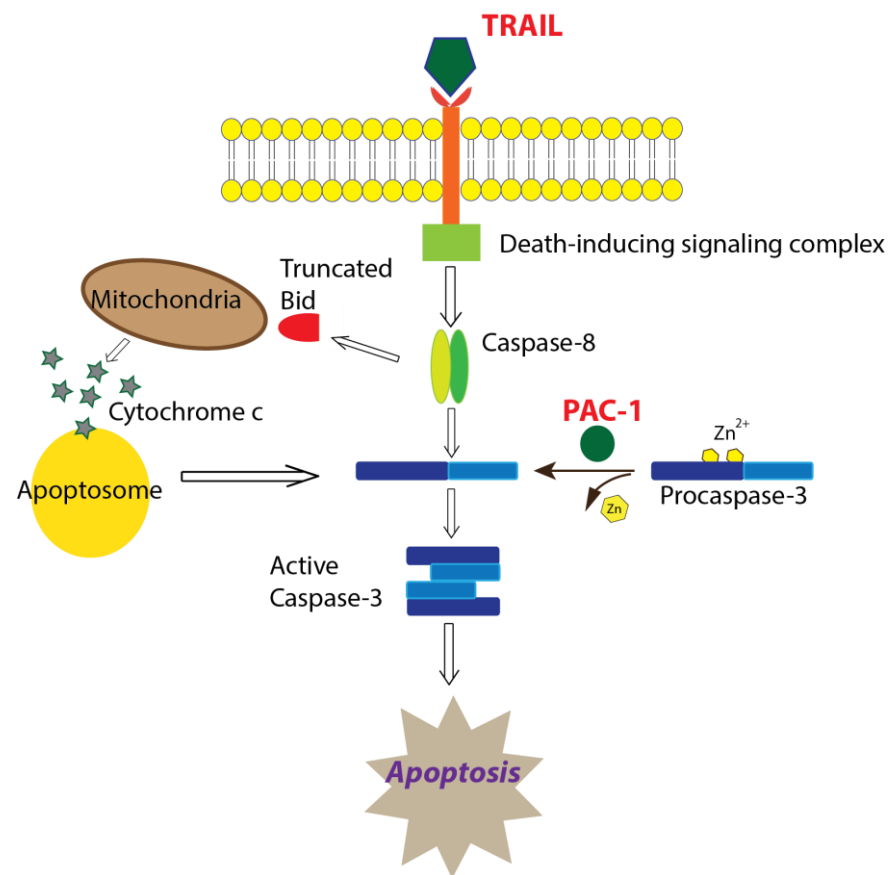 TRAIL
Death-inducing signaling complex
Truncated
Bid
Mitochondria
Caspase-8
Cytochrome c
PAC-1
Zn2+
Apoptosome
Procaspase-3
Zn
Active
Caspase-3
Apoptosis